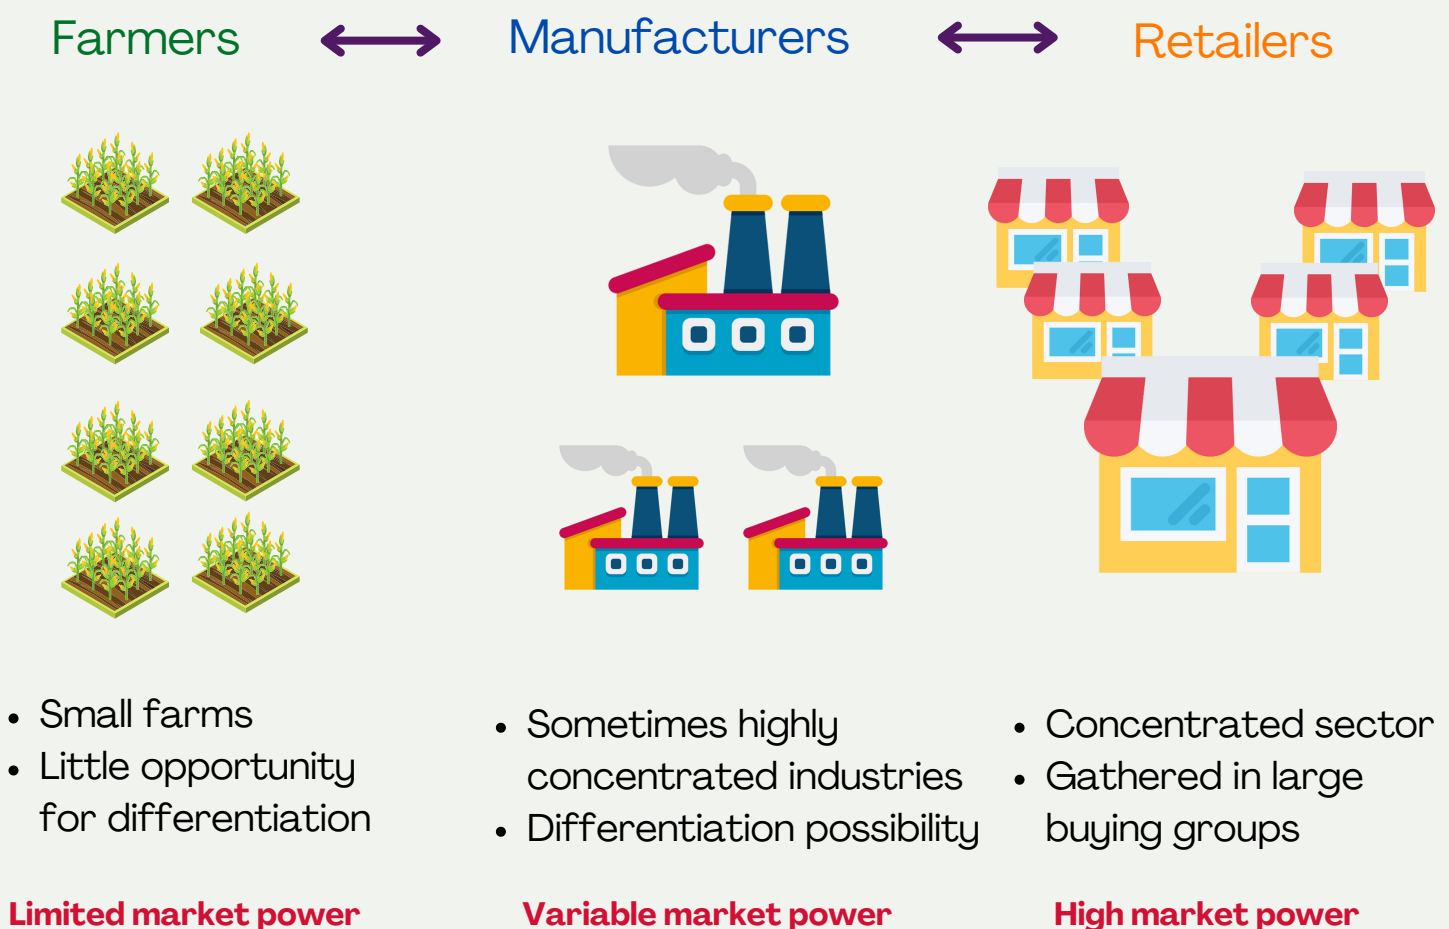 Farmers
Manufacturers
Retailers
• Small farms
• Little opportunity
for differentiation
• Sometimes highly
concentrated industries
• Differentiation possibility
• Concentrated sector
• Gathered in large
buying groups
Limited market power
Variable market power
High market power